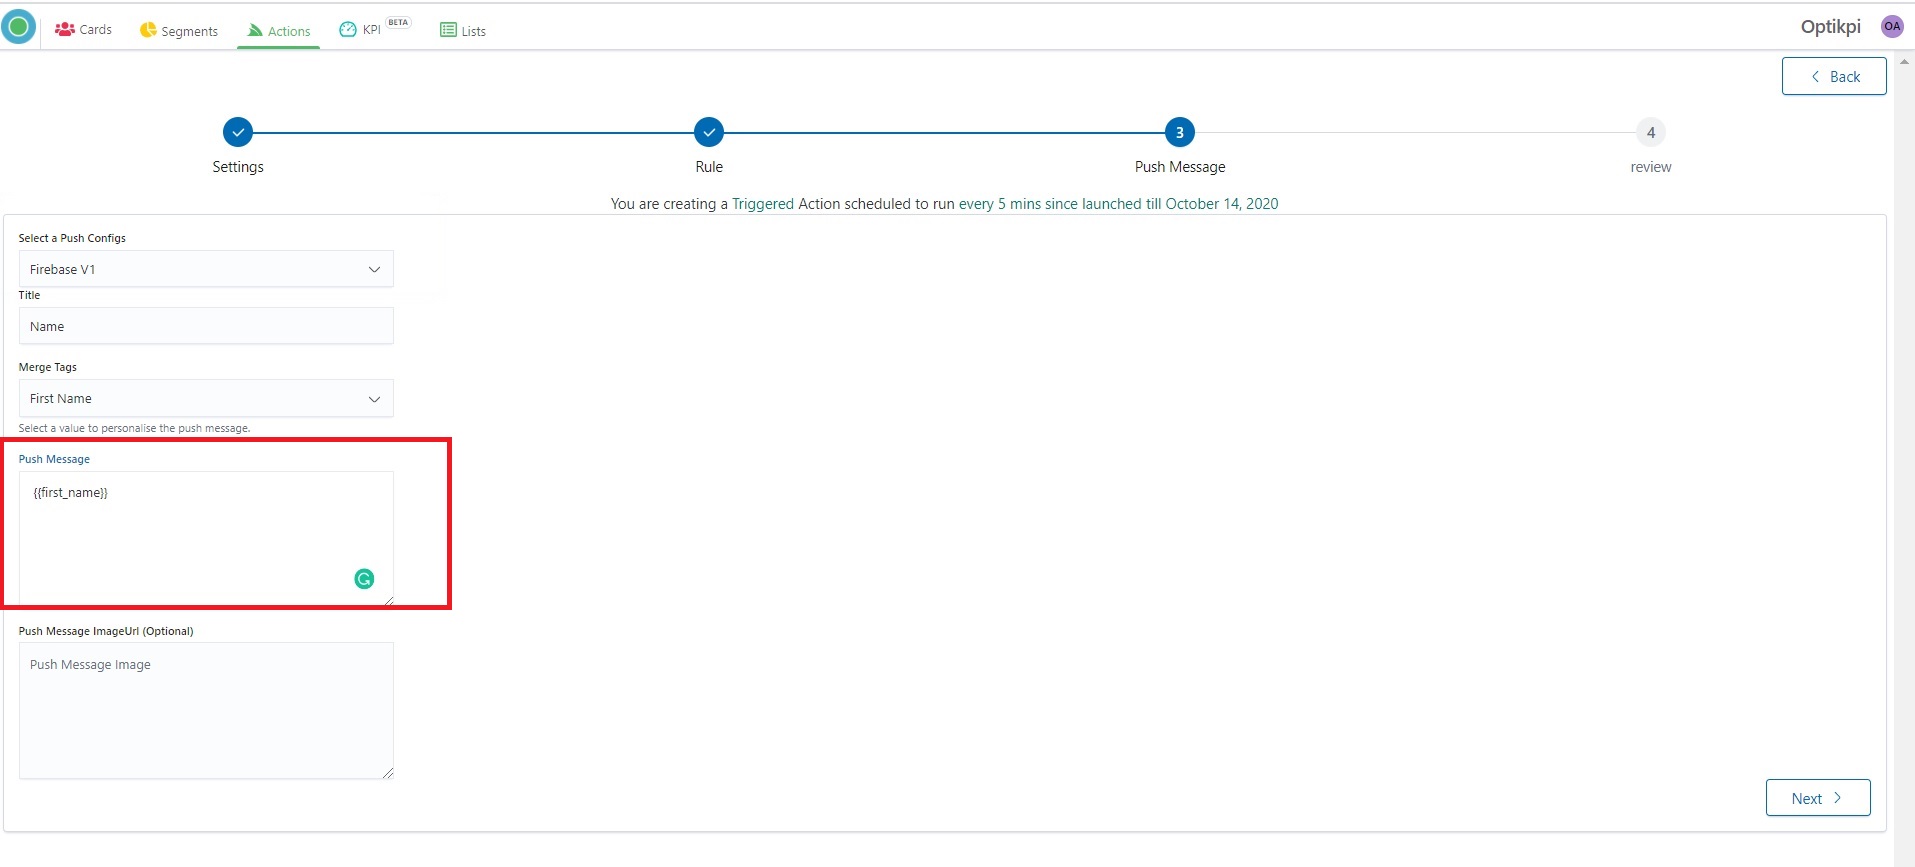 Cards Segments Actions KPI BETA Lists Optikpi OA
Back
3 4
Settings Rule Push Message review
You are creating a Triggered Action scheduled to run every 5 mins since launched till October 14, 2020
Select a Push Configs
Firebase V1
Title
Name
Merge Tags
First Name
Select a value to personalise the push message.
Push Message
{{first_name}}
Push Message ImageUrl (Optional)
Push Message Image
Next